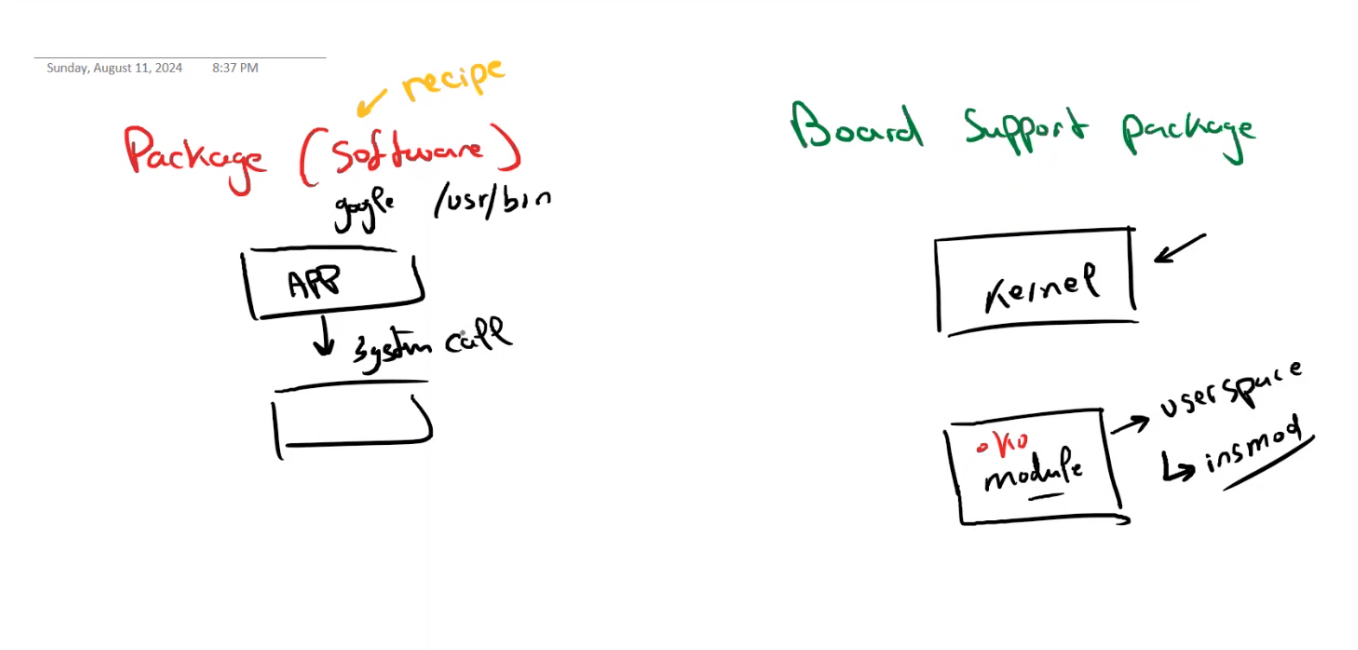 Sunday, August 11, 2024 8:37 PM
recipe
Package (Software)
google /usr/bin
APP
system call
Board Support package
Kernel
.ko
module
userspace
insmod